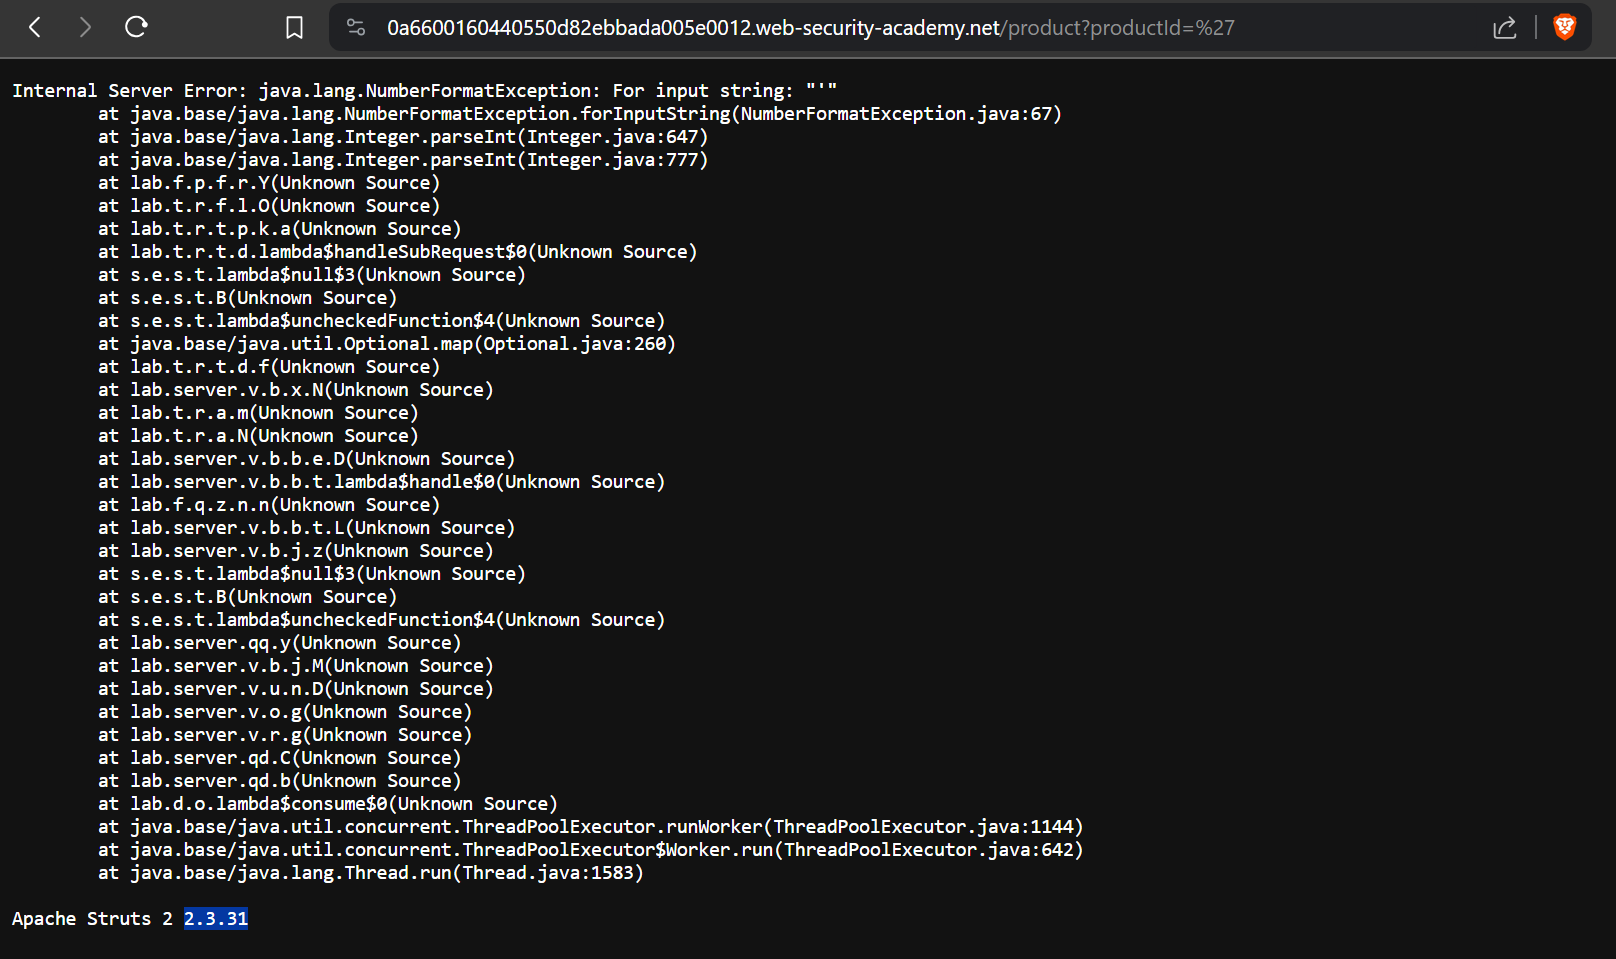 0a6600160440550d82ebbada005e0012.web-security-academy.net/product?productId=%27
Internal Server Error: java.lang.NumberFormatException: For input string: "'"
at java.base/java.lang.NumberFormatException.forInputString(NumberFormatException.java:67)
at java.base/java.lang.Integer.parseInt(Integer.java:647)
at java.base/java.lang.Integer.parseInt(Integer.java:777)
at lab.f.p.f.r.Y(Unknown Source)
at lab.t.r.f.l.O(Unknown Source)
at lab.t.r.t.p.k.a(Unknown Source)
at lab.t.r.t.d.lambda$handleSubRequest$0(Unknown Source)
at s.e.s.t.lambda$null$3(Unknown Source)
at s.e.s.t.B(Unknown Source)
at s.e.s.t.lambda$uncheckedFunction$4(Unknown Source)
at java.base/java.util.Optional.map(Optional.java:260)
at lab.t.r.t.d.f(Unknown Source)
at lab.server.v.b.x.N(Unknown Source)
at lab.t.r.a.m(Unknown Source)
at lab.t.r.a.N(Unknown Source)
at lab.server.v.b.b.e.D(Unknown Source)
at lab.server.v.b.b.t.lambda$handle$0(Unknown Source)
at lab.f.q.z.n.n(Unknown Source)
at lab.server.v.b.b.t.L(Unknown Source)
at lab.server.v.b.j.z(Unknown Source)
at s.e.s.t.lambda$null$3(Unknown Source)
at s.e.s.t.B(Unknown Source)
at s.e.s.t.lambda$uncheckedFunction$4(Unknown Source)
at lab.server.qq.y(Unknown Source)
at lab.server.v.b.j.M(Unknown Source)
at lab.server.v.u.n.D(Unknown Source)
at lab.server.v.o.g(Unknown Source)
at lab.server.v.r.g(Unknown Source)
at lab.server.qd.C(Unknown Source)
at lab.server.qd.b(Unknown Source)
at lab.d.o.lambda$consume$0(Unknown Source)
at java.base/java.util.concurrent.ThreadPoolExecutor.runWorker(ThreadPoolExecutor.java:1144)
at java.base/java.util.concurrent.ThreadPoolExecutor$Worker.run(ThreadPoolExecutor.java:642)
at java.base/java.lang.Thread.run(Thread.java:1583)
Apache Struts 2 2.3.31